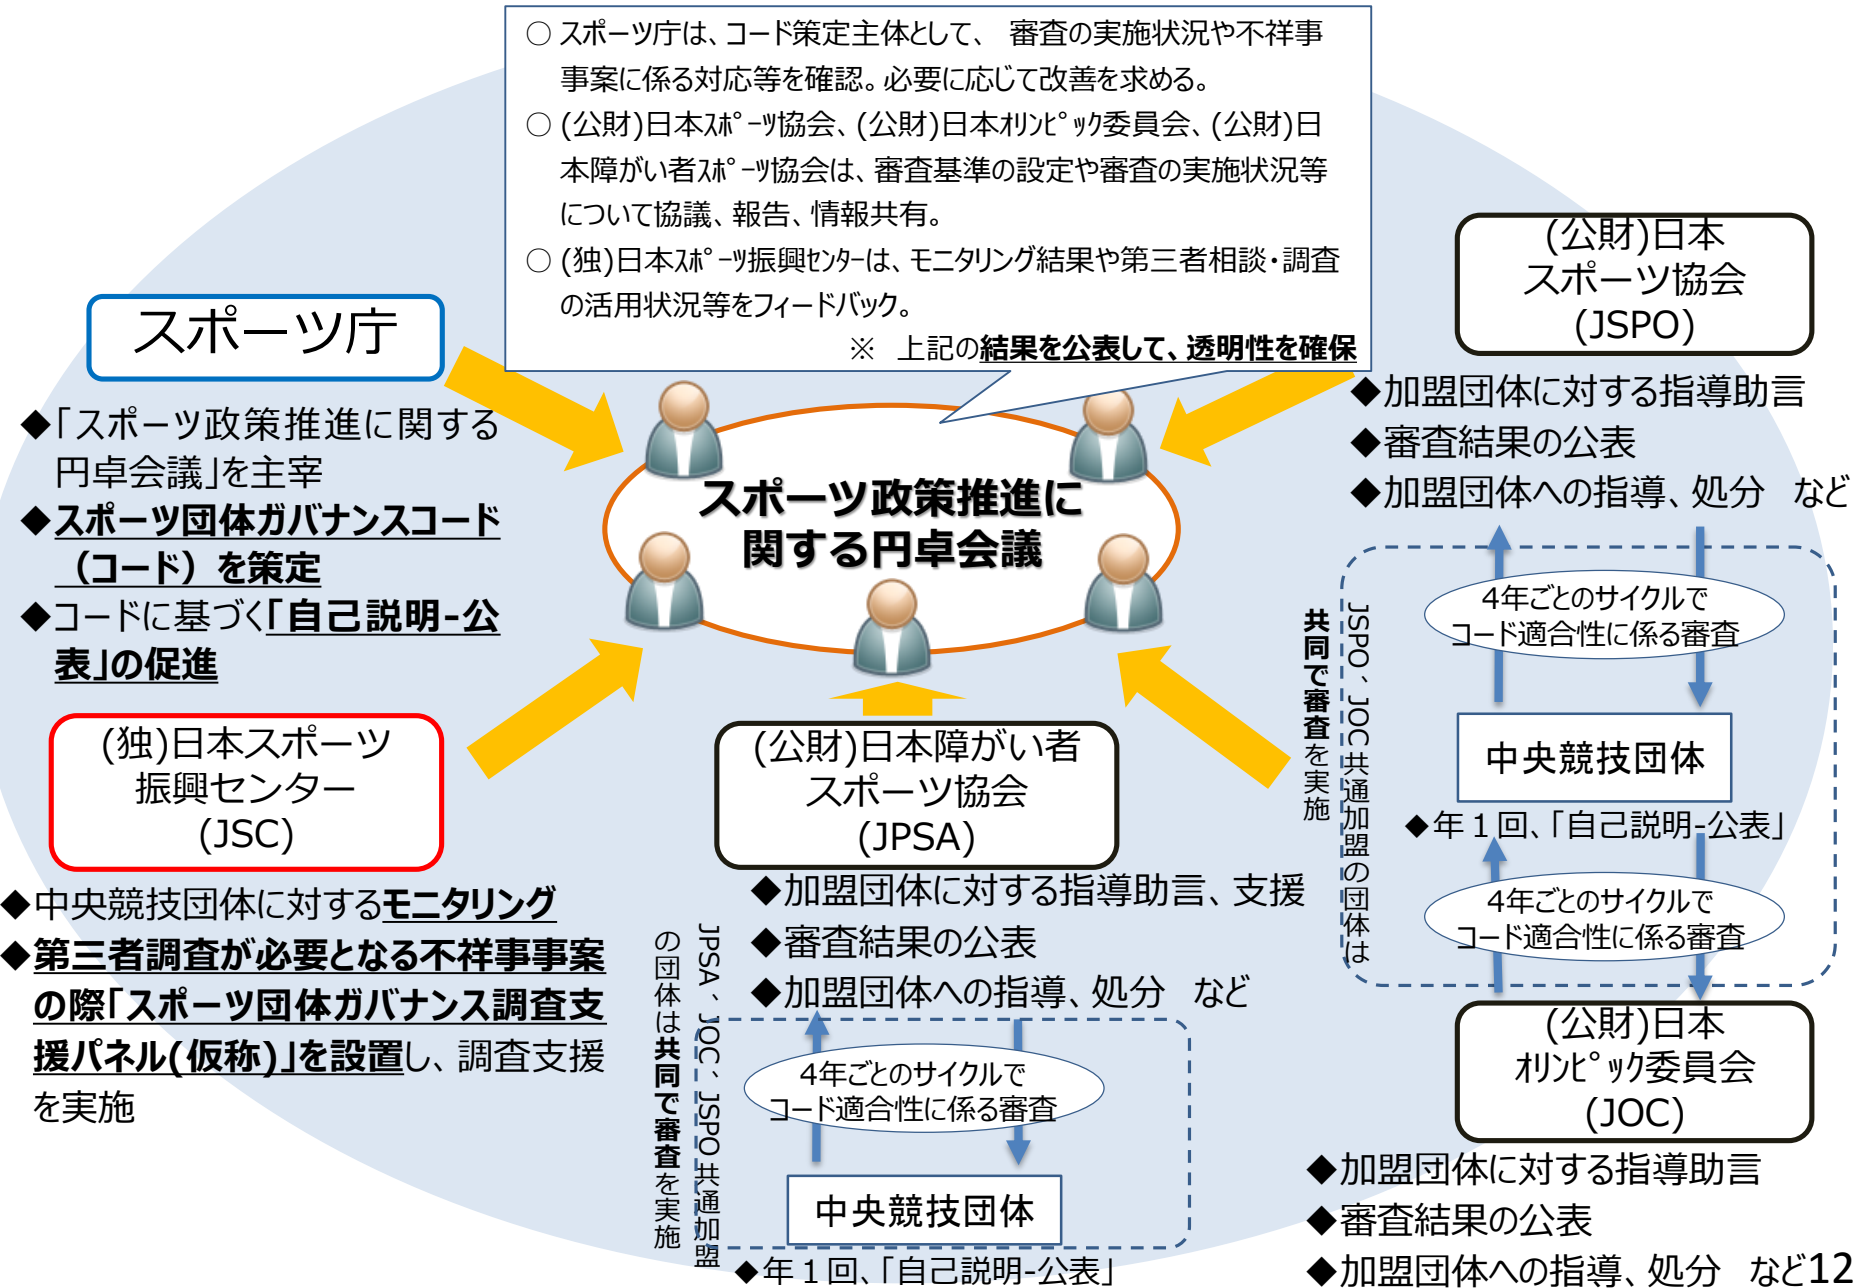 ○ スポーツ庁は、コード策定主体として、 審査の実施状況や不祥事
事案に係る対応等を確認。必要に応じて改善を求める。
○ (公財)日本ｽﾎﾟｰﾂ協会、(公財)日本ｵﾘﾝﾋﾟｯｸ委員会、(公財)日
本障がい者ｽﾎﾟｰﾂ協会は、審査基準の設定や審査の実施状況等
について協議、報告、情報共有。
○ (独)日本ｽﾎﾟｰﾂ振興ｾﾝﾀｰは、モニタリング結果や第三者相談・調査
の活用状況等をフィードバック。
※ 上記の結果を公表して、透明性を確保
スポーツ庁
◆「スポーツ政策推進に関する
円卓会議」を主宰
◆スポーツ団体ガバナンスコード
（コード）を策定
◆コードに基づく「自己説明-公
表」の促進
スポーツ政策推進に
関する円卓会議
(公財)日本
スポーツ協会
(JSPO)
◆加盟団体に対する指導助言
◆審査結果の公表
◆加盟団体への指導、処分 など
4年ごとのサイクルで
コード適合性に係る審査
JSPO、JOC共通加盟の団体は
共同で審査を実施
中央競技団体
◆年１回、「自己説明-公表」
4年ごとのサイクルで
コード適合性に係る審査
(公財)日本
ｵﾘﾝﾋﾟｯｸ委員会
(JOC)
◆加盟団体に対する指導助言
◆審査結果の公表
◆加盟団体への指導、処分 など
(独)日本スポーツ
振興センター
(JSC)
◆中央競技団体に対するモニタリング
◆第三者調査が必要となる不祥事事案
の際「スポーツ団体ガバナンス調査支
援パネル(仮称)」を設置し、調査支援
を実施
(公財)日本障がい者
スポーツ協会
(JPSA)
◆加盟団体に対する指導助言、支援
◆審査結果の公表
◆加盟団体への指導、処分 など
JPSA、JOC、JSPO共通加盟
の団体は共同で審査を実施
4年ごとのサイクルで
コード適合性に係る審査
中央競技団体
◆年１回、「自己説明-公表」
12